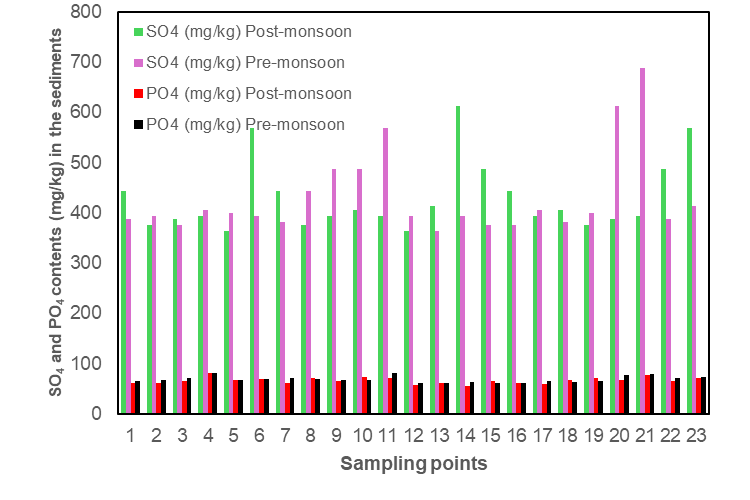 SO4 and PO4 contents (mg/kg) in the sediments
800
700
600
500
400
300
200
100
0
SO4 (mg/kg) Post-monsoon
SO4 (mg/kg) Pre-monsoon
PO4 (mg/kg) Post-monsoon
PO4 (mg/kg) Pre-monsoon
1 2 3 4 5 6 7 8 9 10 11 12 13 14 15 16 17 18 19 20 21 22 23
Sampling points